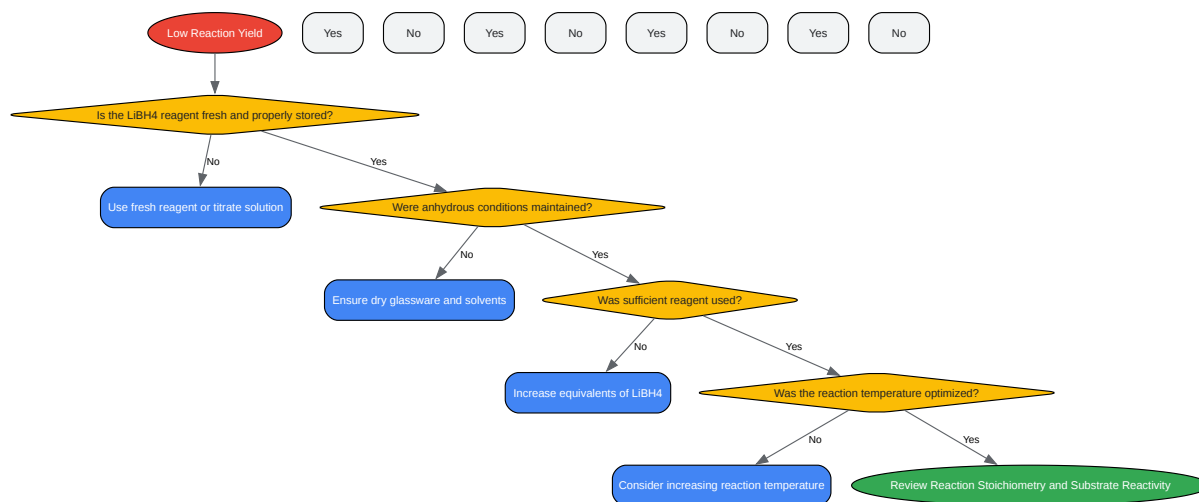 Low Reaction Yield
Yes
No
Yes
No
Yes
No
Yes
No
Is the LiBH4 reagent fresh and properly stored?
No
Yes
Use fresh reagent or titrate solution
Were anhydrous conditions maintained?
No
Yes
Ensure dry glassware and solvents
Was sufficient reagent used?
No
Yes
Increase equivalents of LiBH4
Was the reaction temperature optimized?
No
Yes
Consider increasing reaction temperature
Review Reaction Stoichiometry and Substrate Reactivity